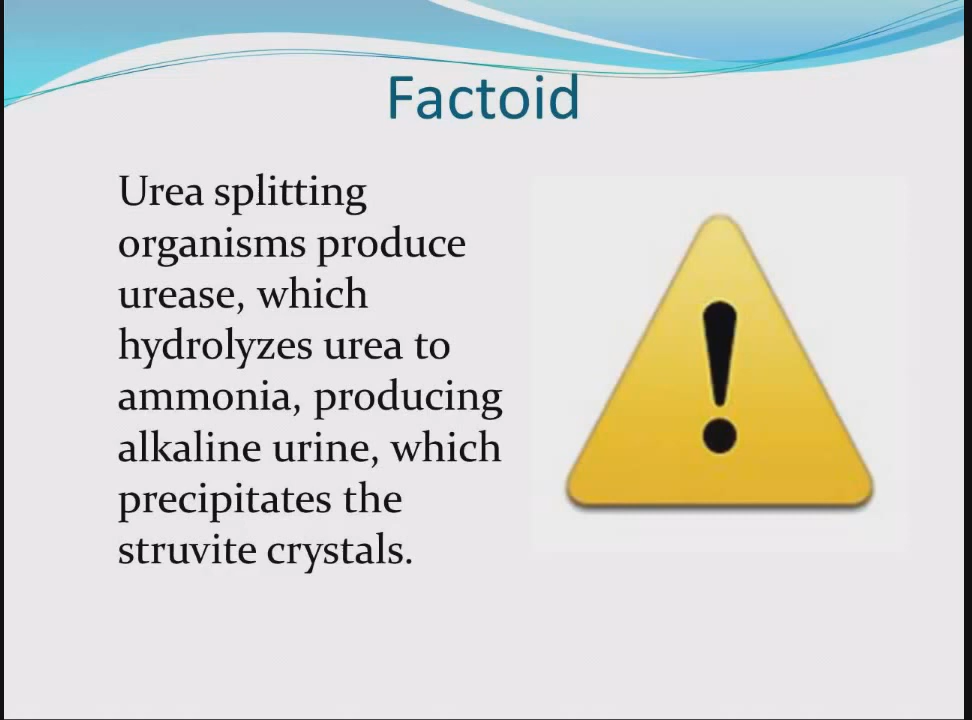 Factoid
Urea splitting
organisms produce
urease, which
hydrolyzes urea to
ammonia, producing
alkaline urine, which
precipitates the
struvite crystals.